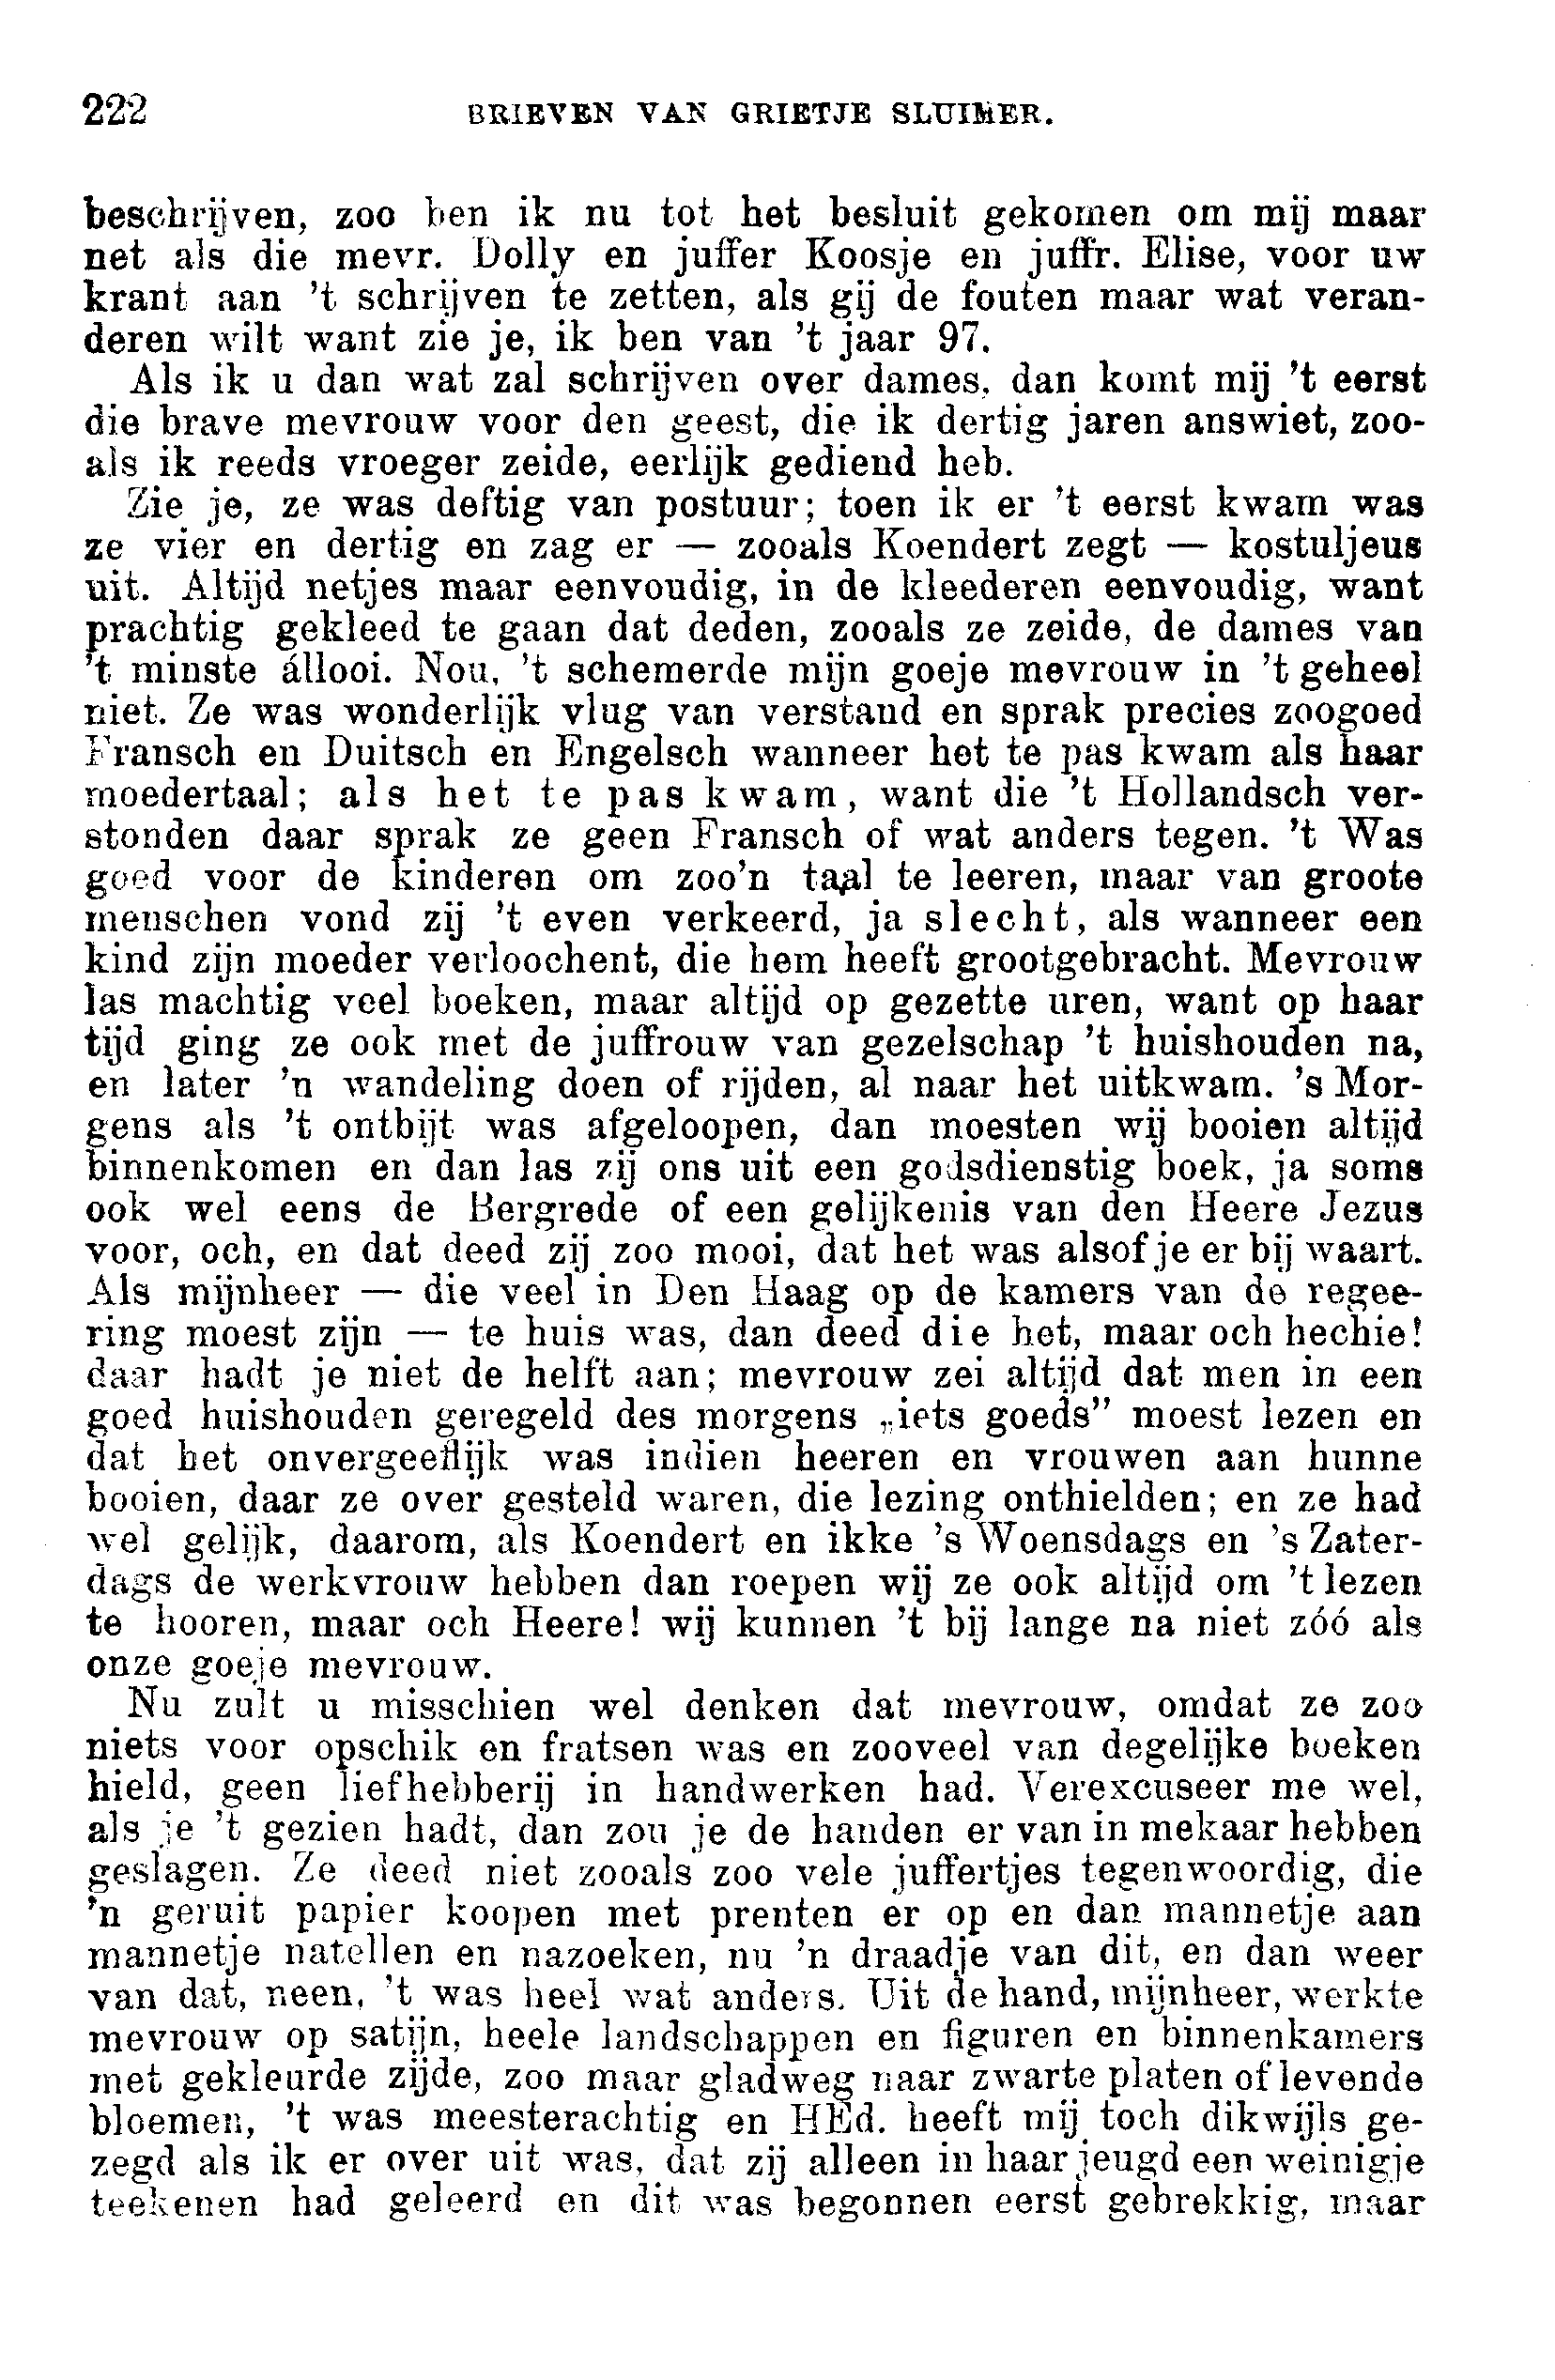 222 BRIEVEN VAN GRIETJE SLUIMER.
beschrijven, zoo ben ik nu tot het besluit gekomen om mij maar
net als die mevr. Dolly en juffer Koosje en juffr. Elise, voor uw
krant aan 't schrijven te zetten, als gij de fouten maar wat veran-
deren wilt want zie je, ik ben van 't jaar 97.
Als ik u dan wat zal schrijven over dames, dan komt mij 't eerst
die brave mevrouw voor den geest, die ik dertig jaren answiet, zoo-
als ik reeds vroeger zeide, eerlijk gediend heb.
Zie je, ze was deftig van postuur; toen ik er 't eerst kwam was
ze vier en dertig en zag er — zooals Koendert zegt — kostuljeus
uit. Altijd netjes maar eenvoudig, in de kleederen eenvoudig, want
prachtig gekleed te gaan dat deden, zooals ze zeide, de dames van
't minste állooi. Nou, 't schemerde mijn goeje mevrouw in 't geheel
niet. Ze was wonderlijk vlug van verstand en sprak precies zoogoed
Fransch en Duitsch en Engelsch wanneer het te pas kwam als haar
moedertaal; als het te pas kwam, want die 't Hollandsch ver-
stonden daar sprak ze geen Fransch of wat anders tegen. 't Was
goed voor de kinderen om zoo'n taal te leeren, maar van groote
menschen vond zij 't even verkeerd, ja slecht, als wanneer een
kind zijn moeder verloochent, die hem heeft grootgebracht. Mevrouw
las machtig veel boeken, maar altijd op gezette uren, want op haar
tijd ging ze ook met de juffrouw van gezelschap 't huishouden na,
en later 'n wandeling doen of rijden, al naar het uitkwam. 's Mor-
gens als 't ontbijt was afgeloopen, dan moesten wij booien altijd
binnenkomen en dan las zij ons uit een godsdienstig boek, ja soms
ook wel eens de Bergrede of een gelijkenis van den Heere Jezus
voor, och, en dat deed zij zoo mooi, dat het was alsof je er bij waart.
Als mijnheer — die veel in Den Haag op de kamers van de regee-
ring moest zijn — te huis was, dan deed die het, maar och hechie!
daar hadt je niet de helft aan; mevrouw zei altijd dat men in een
goed huishouden geregeld des morgens „iets goeds” moest lezen en
dat het onvergeeflijk was indien heeren en vrouwen aan hunne
booien, daar ze over gesteld waren, die lezing onthielden; en ze had
wel gelijk, daarom, als Koendert en ikke 's Woensdags en 's Zater-
dags de werkvrouw hebben dan roepen wij ze ook altijd om 't lezen
te hooren, maar och Heere! wij kunnen 't bij lange na niet zóó als
onze goeje mevrouw.
Nu zult u misschien wel denken dat mevrouw, omdat ze zoo
niets voor opschik en fratsen was en zooveel van degelijke boeken
hield, geen liefhebberij in handwerken had. Verexcuseer me wel,
als je 't gezien hadt, dan zou je de handen er van in mekaar hebben
geslagen. Ze deed niet zooals zoo vele juffertjes tegenwoordig, die
'n geruit papier koopen met prenten er op en dan mannetje aan
mannetje natellen en nazoeken, nu 'n draadje van dit, en dan weer
van dat, neen, 't was heel wat anders. Uit de hand, mijnheer, werkte
mevrouw op satijn, heele landschappen en figuren en binnenkamers
met gekleurde zijde, zoo maar gladweg naar zwarte platen of levende
bloemen, 't was meesterachtig en HEd. heeft mij toch dikwijls ge-
zegd als ik er over uit was, dat zij alleen in haar jeugd een weinigje
teekenen had geleerd en dit was begonnen eerst gebrekkig, maar